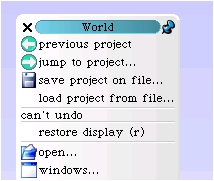 World
previous project
jump to project...
save project on file...
load project from file...
can't undo
restore display (r)
open...
windows...